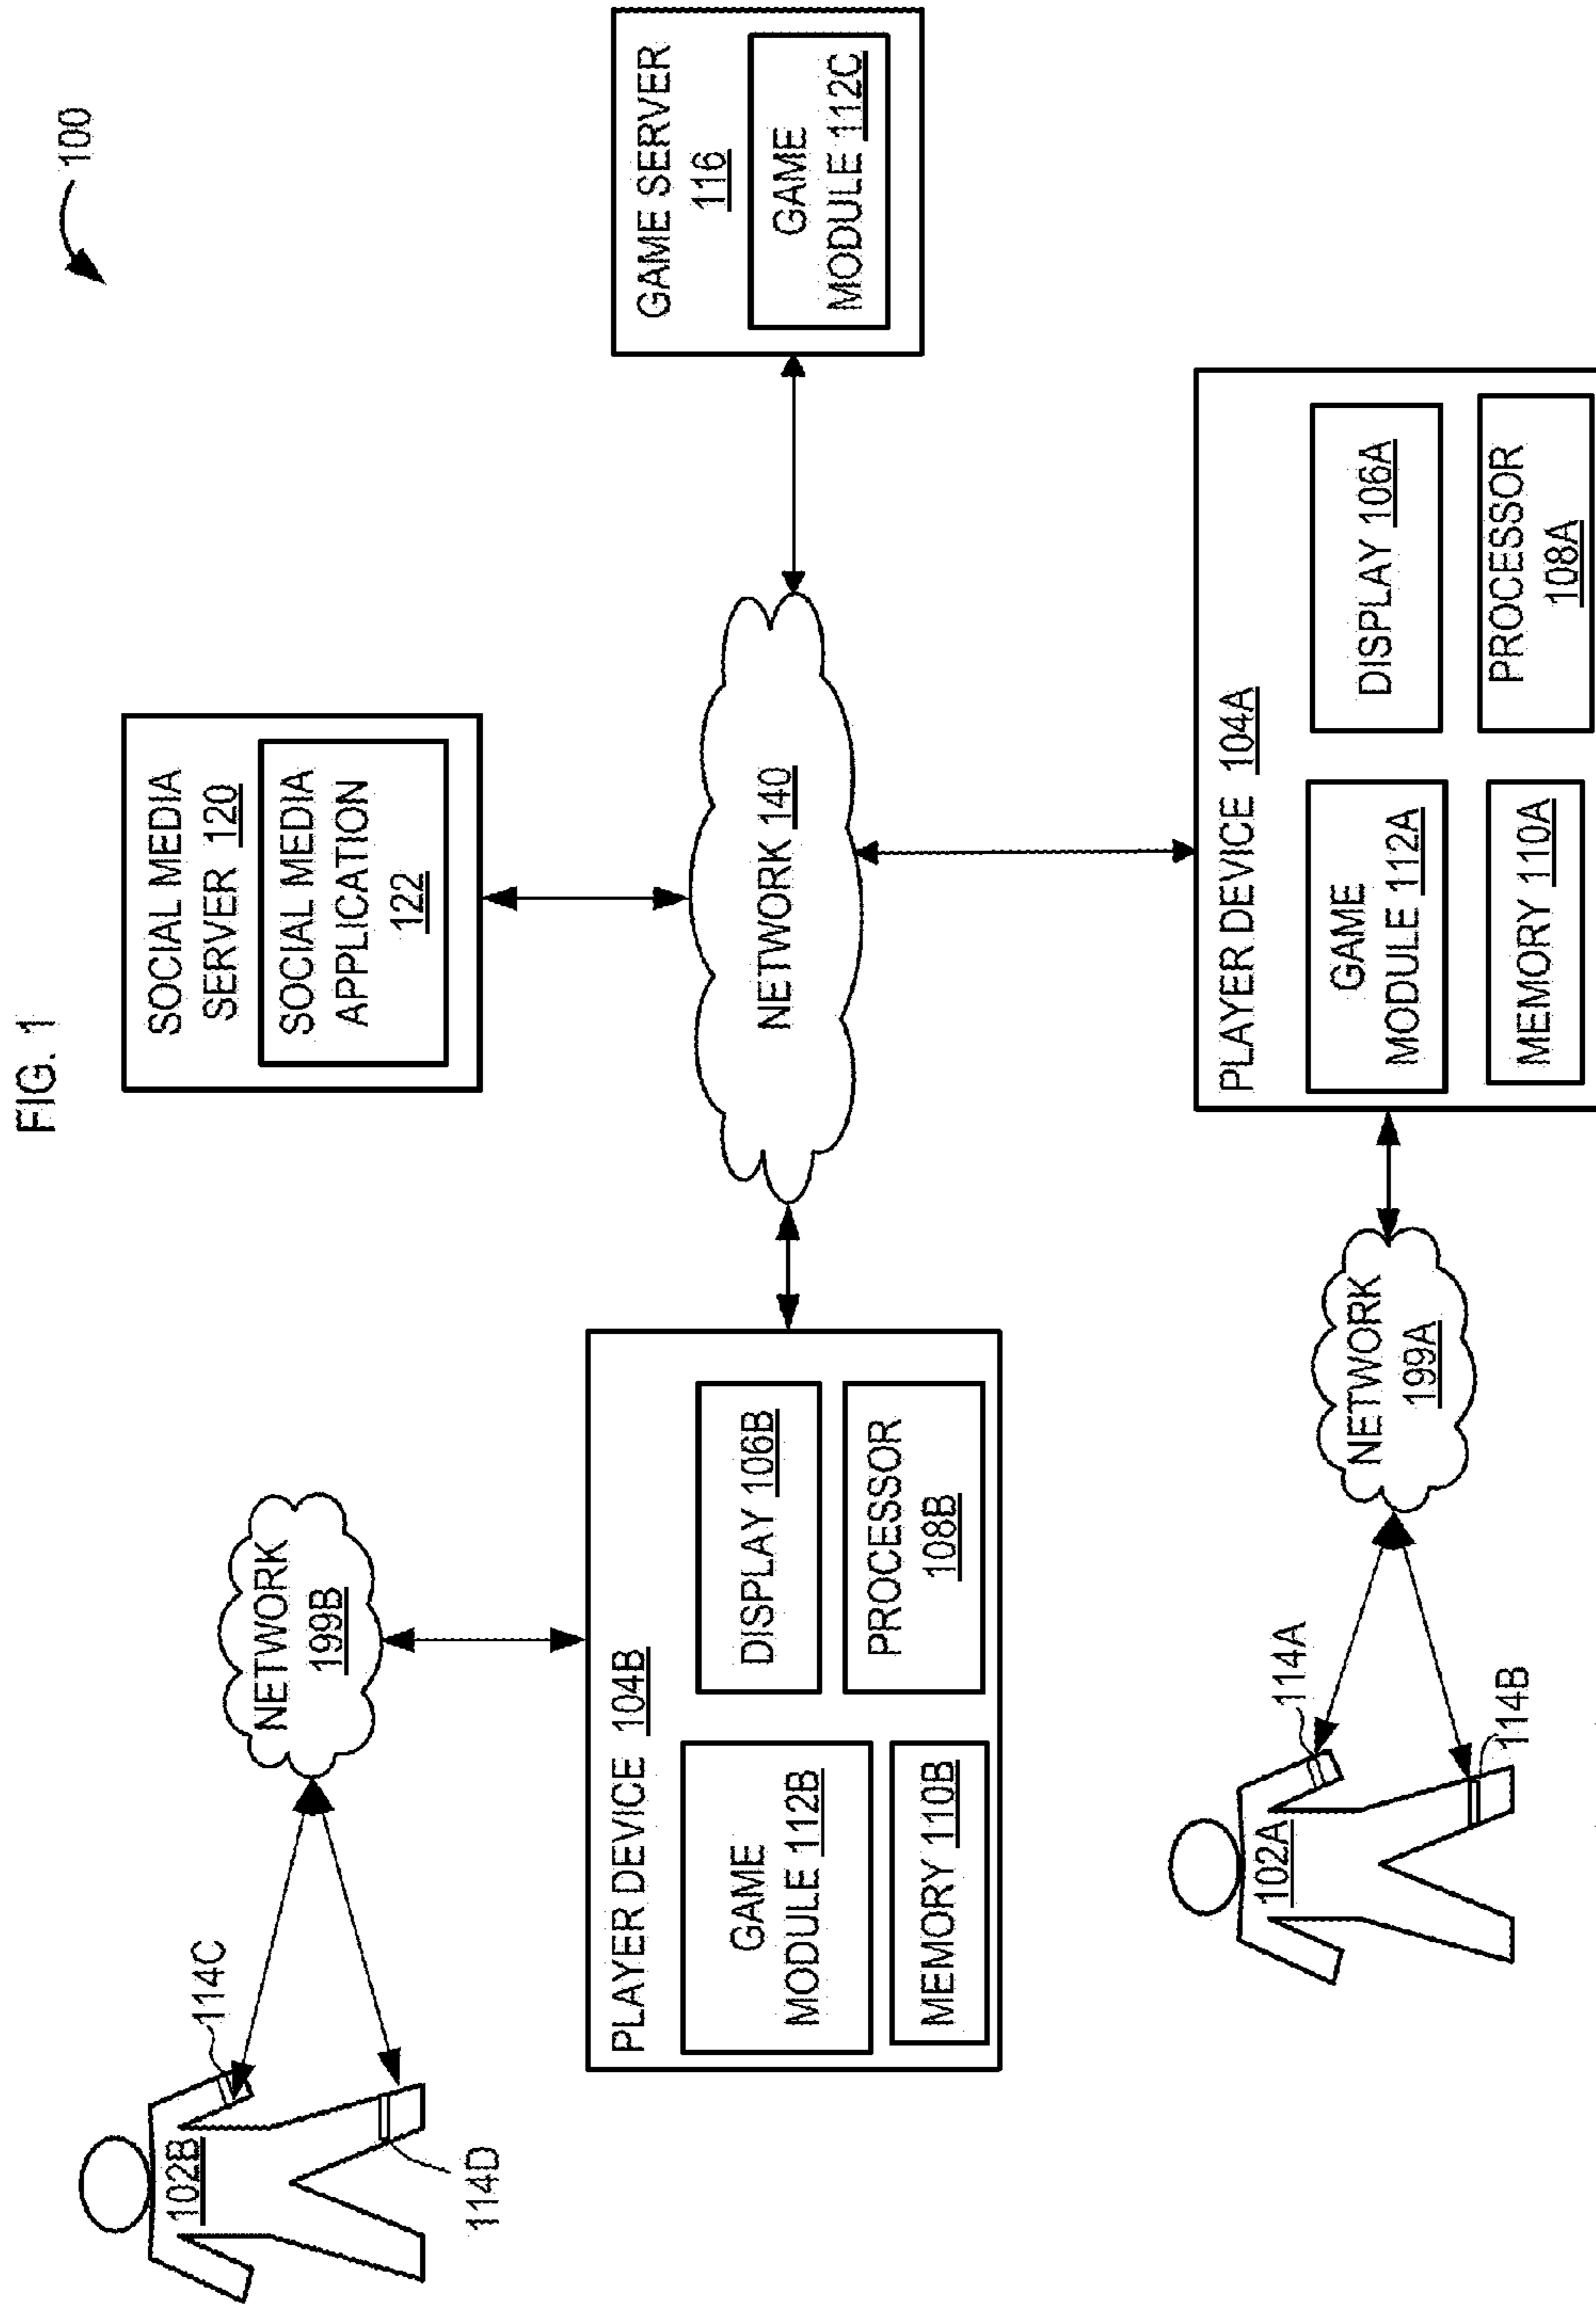 FIG. 1
100
SOCIAL MEDIA
SERVER 120
SOCIAL MEDIA
APPLICATION
122
102B
114C
114D
NETWORK
199B
PLAYER DEVICE 104B
GAME
MODULE 112B
DISPLAY 106B
MEMORY 110B
PROCESSOR
108B
NETWORK 140
GAME SERVER
116
GAME
MODULE 112C
102A
114A
114B
NETWORK
199A
PLAYER DEVICE 104A
GAME
MODULE 112A
DISPLAY 106A
MEMORY 110A
PROCESSOR
108A